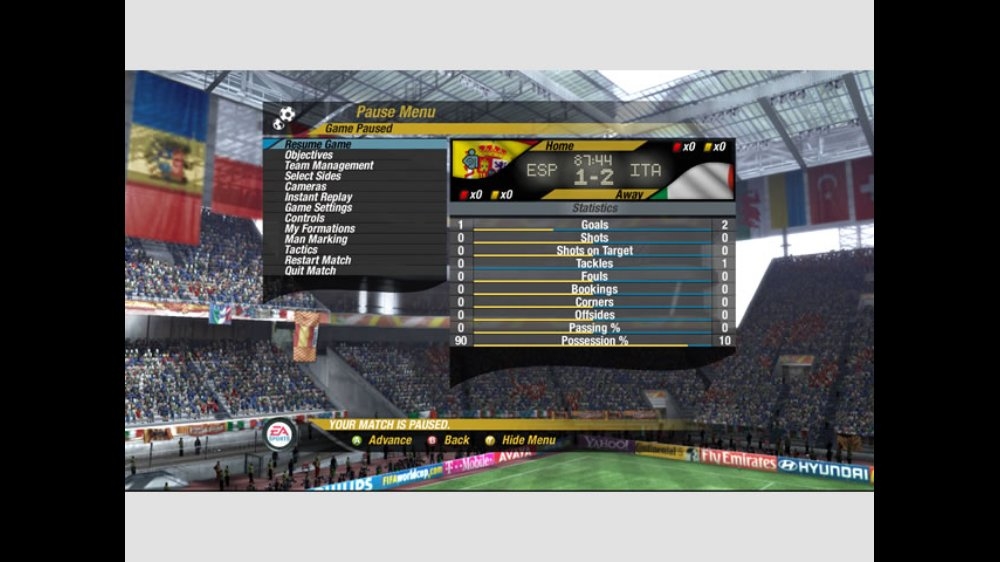 Pause Menu
Game Paused
Resume Game
Objectives
Team Management
Select Sides
Cameras
Instant Replay
Game Settings
Controls
My Formations
Man Marking
Tactics
Restart Match
Quit Match
Home
x0 x0
ESP 87:44 ITA
1-2
x0 x0
Away
Statistics
1 Goals 2
0 Shots 0
0 Shots on Target 0
0 Tackles 1
0 Fouls 0
0 Bookings 0
0 Corners 0
0 Offsides 0
0 Passing % 0
90 Possession % 10
EA
SPORTS
YOUR MATCH IS PAUSED.
A Advance B Back Y Hide Menu
PHILIPS
FIFAworldcup.com
T-Mobile
AVAYA
YAHOO!
Continental
Fly Emirates
HYUNDAI